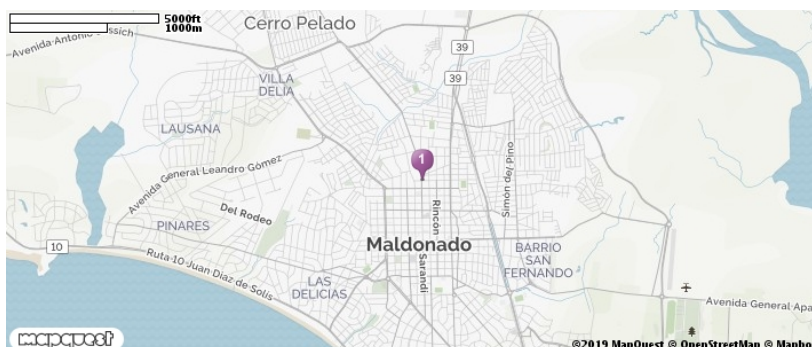 5000ft
1000m
Cerro Pelado
Avenida-Antonio-Lussich
39
VILLA
DELIA
39
LAUSANA
1
Avenida General Leandro Gómez
Simón del Pino
Del Rodeo
Rincón
PINARES
Maldonado
10
Ruta-10-Juan Díaz de Solís
Sarandí
BARRIO
SAN
FERNANDO
LAS
DELICIAS
Avenida General Apa
mapquest
©2019 MapQuest © OpenStreetMap © Mapbo